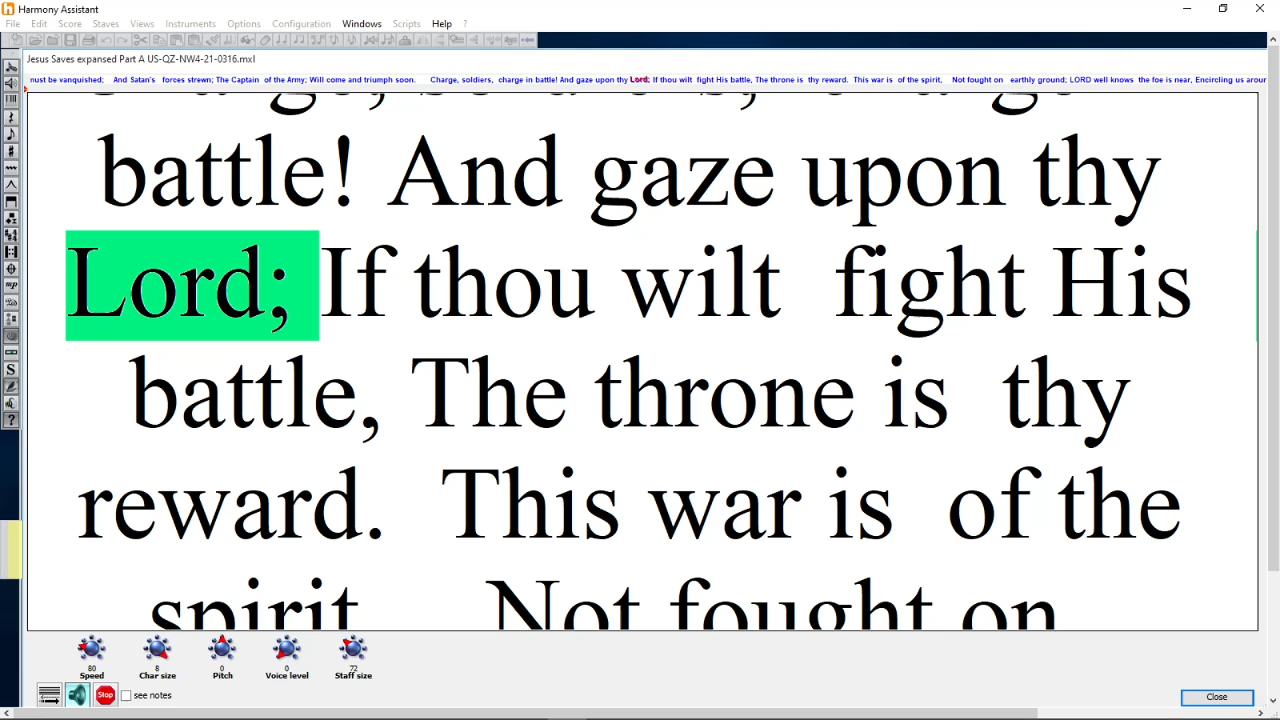 Harmony Assistant
File Edit Score Staves Views Instruments Options Configuration Windows Scripts Help ?
Jesus Saves expansed Part A US-QZ-NW4-21-0316.mxl
must be vanquished; And Satan's forces strewn; The Captain of the Army; Will come and triumph soon. Charge, soldiers, charge in battle! And gaze upon thy Lord; If thou wilt fight His battle, The throne is thy reward. This war is of the spirit, Not fought on earthly ground; LORD well knows the foe is near, Encircling us arour
battle! And gaze upon thy
Lord; If thou wilt fight His
battle, The throne is thy
reward. This war is of the
spirit Not fought on
80 8 0 0 72
Speed Char size Pitch Voice level Staff size
Stop see notes Close